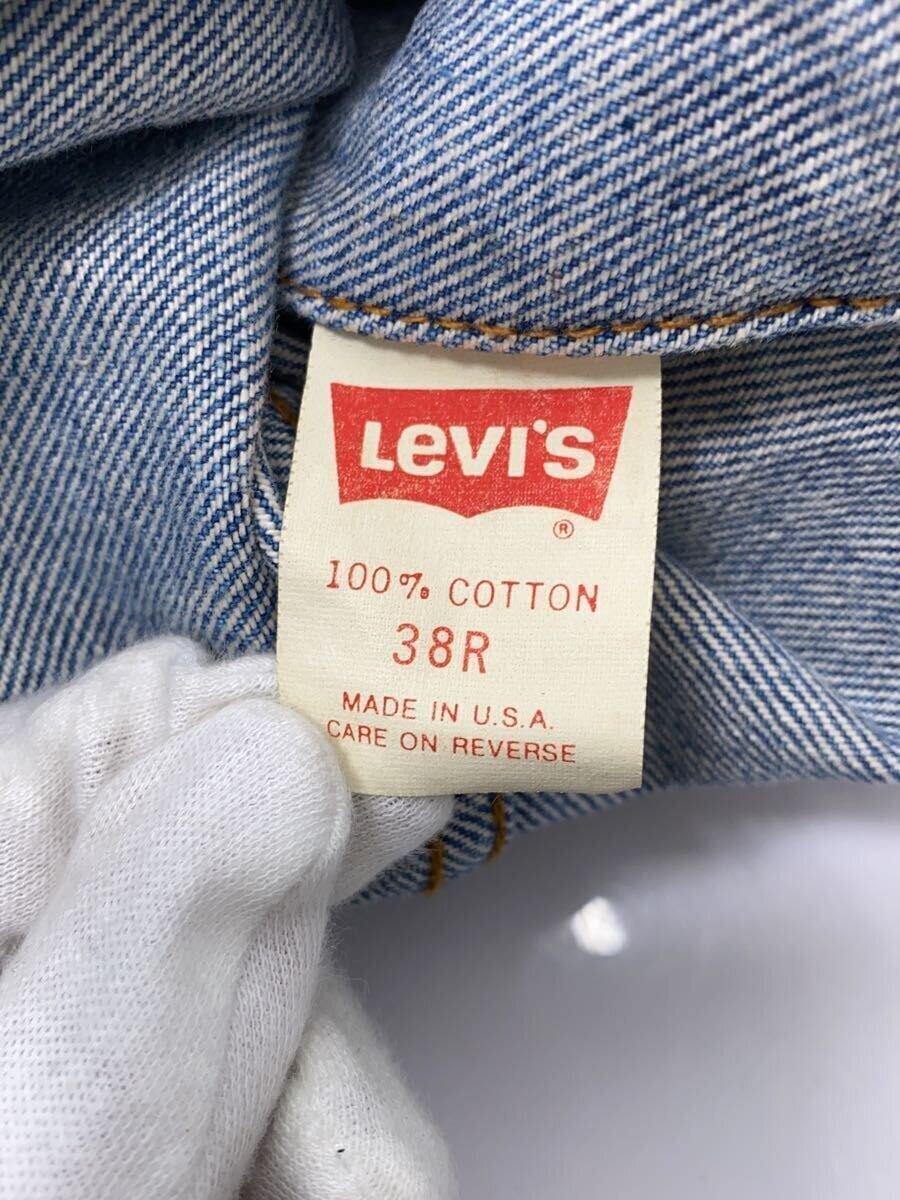 Levi's
®
100% COTTON
38R
MADE IN U.S.A.
CARE ON REVERSE